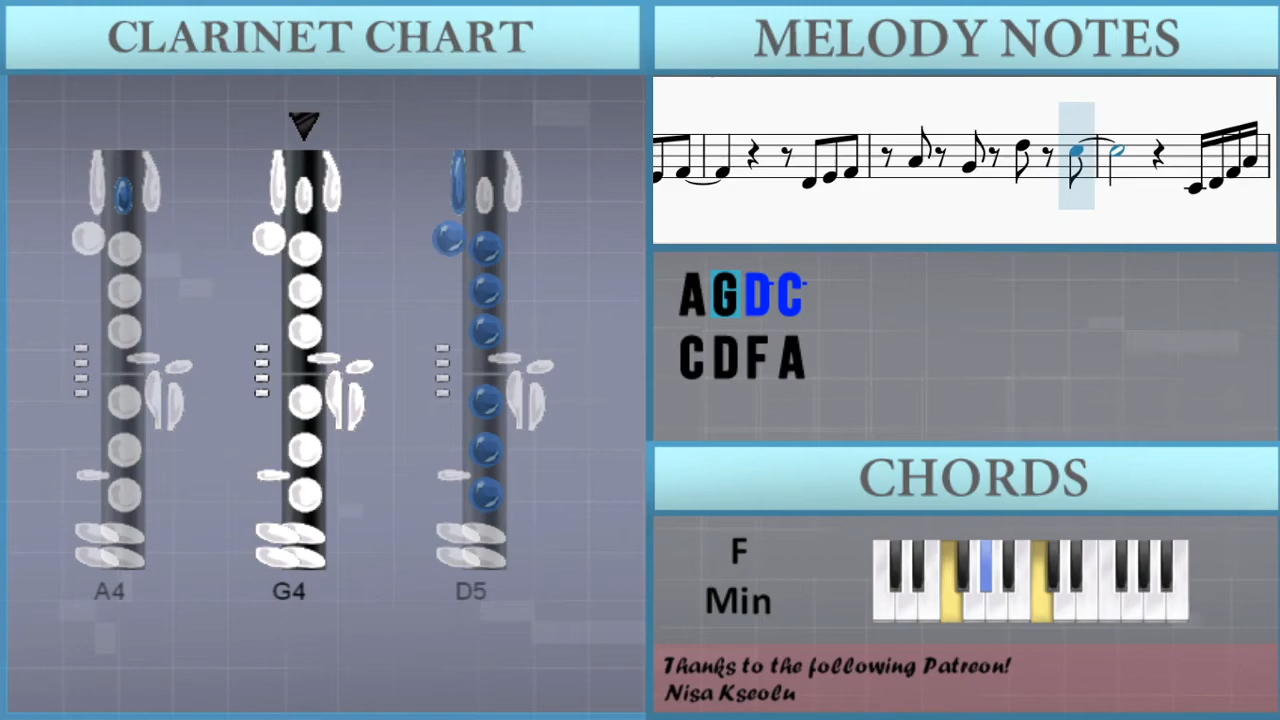 CLARINET CHART
A4 G4 D5
MELODY NOTES
AGDC
CDFA
CHORDS
F
Min
Thanks to the following Patreon!
Nisa Kseolu